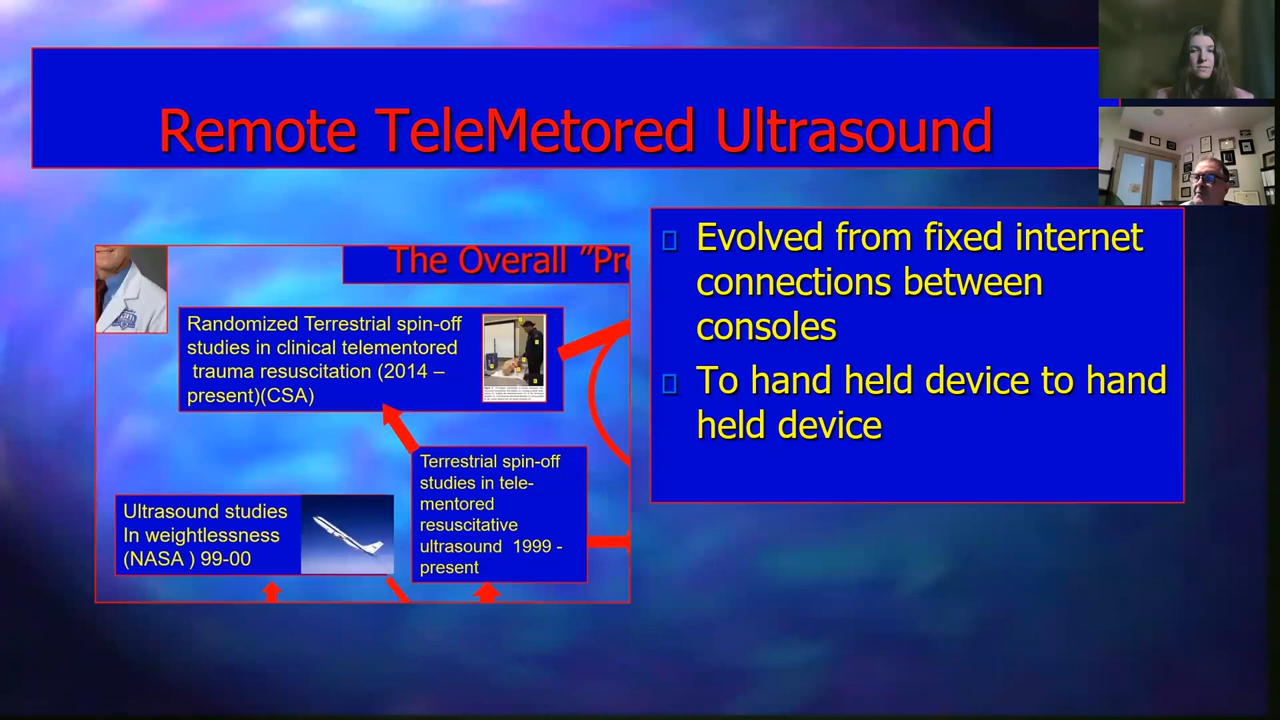 Remote TeleMetored Ultrasound
The Overall ”Pr
Randomized Terrestrial spin-off
studies in clinical telementored
trauma resuscitation (2014 –
present)(CSA)
Terrestrial spin-off
studies in tele-
mentored
resuscitative
ultrasound 1999 -
present
Ultrasound studies
In weightlessness
(NASA ) 99-00
Evolved from fixed internet
connections between
consoles
To hand held device to hand
held device